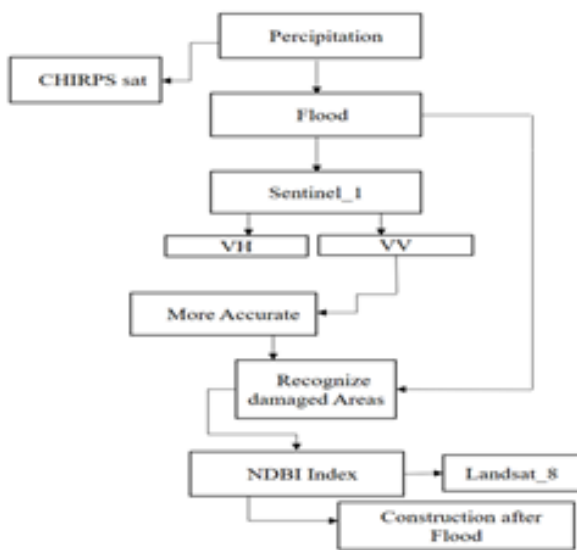 Percipitation
CHIRPS sat
Flood
Sentinel_1
VH
VV
More Accurate
Recognize
damaged Areas
NDBI Index
Landsat_8
Construction after
Flood